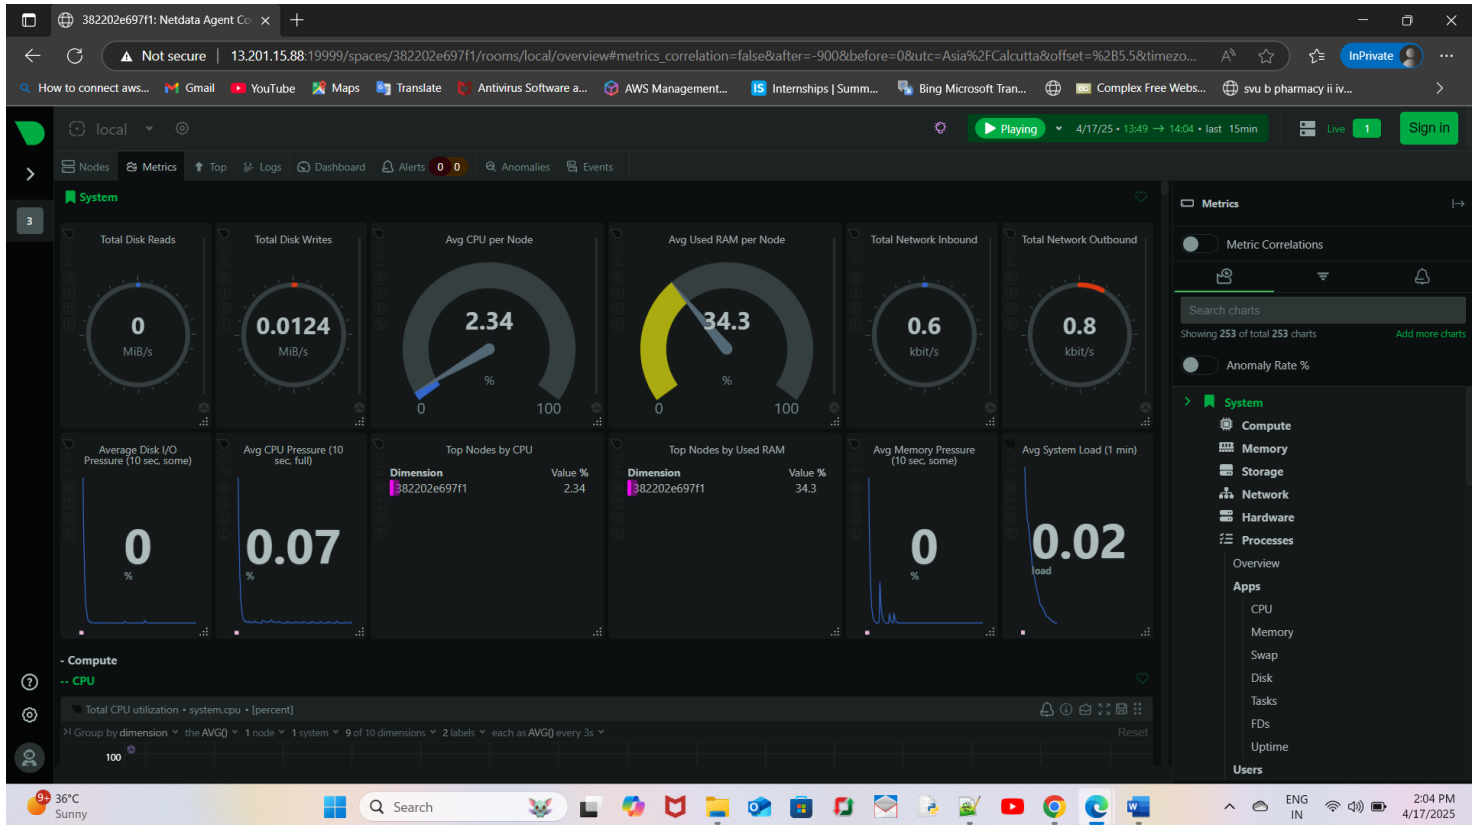 382202e697f1: Netdata Agent Co
Not secure
13.201.15.88:19999/spaces/382202e697f1/rooms/local/overview#metrics_correlation=false&after=-900&before=0&utc=Asia%2FCalcutta&offset=%2B5.5&timezo...
InPrivate
How to connect aws...
Gmail
YouTube
Maps
Translate
Antivirus Software a...
AWS Management...
Internships | Summ...
Bing Microsoft Tran...
Complex Free Webs...
svu b pharmacy ii iv...
local
Playing
4/17/25 • 13:49 → 14:04 • last 15min
Live 1
Sign in
Nodes
Metrics
Top
Logs
Dashboard
Alerts 0 0
Anomalies
Events
3
System
Total Disk Reads
0
MiB/s
Total Disk Writes
0.0124
MiB/s
Avg CPU per Node
2.34
%
0 100
Avg Used RAM per Node
34.3
%
0 100
Total Network Inbound
0.6
kbit/s
Total Network Outbound
0.8
kbit/s
Average Disk I/O
Pressure (10 sec, some)
0
%
Avg CPU Pressure (10
sec, full)
0.07
%
Top Nodes by CPU
Dimension Value %
382202e697f1 2.34
Top Nodes by Used RAM
Dimension Value %
382202e697f1 34.3
Avg Memory Pressure
(10 sec, some)
0
%
Avg System Load (1 min)
0.02
load
- Compute
-- CPU
Total CPU utilization • system.cpu • [percent]
Group by dimension the AVG() 1 node 1 system 9 of 10 dimensions 2 labels each as AVG() every 3s
Reset
100
Metrics
Metric Correlations
Search charts
Showing 253 of total 253 charts
Add more charts
Anomaly Rate %
System
Compute
Memory
Storage
Network
Hardware
Processes
Overview
Apps
CPU
Memory
Swap
Disk
Tasks
FDs
Uptime
Users
9+
36°C
Sunny
Search
ENG
IN
2:04 PM
4/17/2025